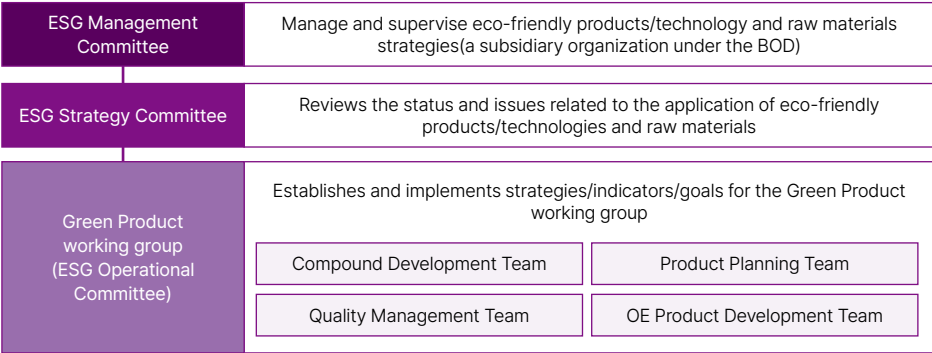 ESG Management
Committee
Manage and supervise eco-friendly products/technology and raw materials
strategies(a subsidiary organization under the BOD)
ESG Strategy Committee
Reviews the status and issues related to the application of eco-friendly
products/technologies and raw materials
Green Product
working group
(ESG Operational
Committee)
Establishes and implements strategies/indicators/goals for the Green Product
working group
Compound Development Team
Product Planning Team
Quality Management Team
OE Product Development Team